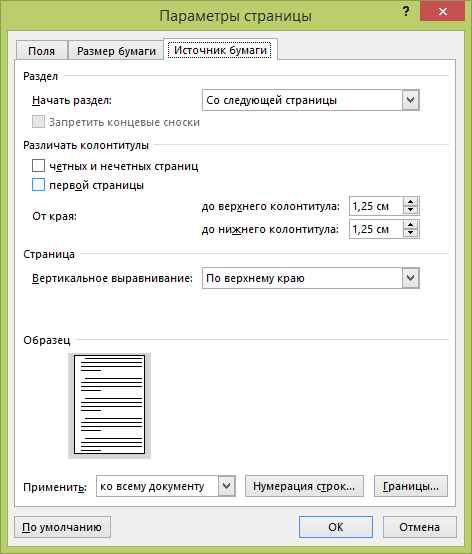 Параметры страницы
?
Поля Размер бумаги Источник бумаги
Раздел
Начать раздел: Со следующей страницы
Запретить концевые сноски
Различать колонтитулы
четных и нечетных страниц
первой страницы
От края: до верхнего колонтитула: 1,25 см
до нижнего колонтитула: 1,25 см
Страница
Вертикальное выравнивание: По верхнему краю
Образец
Применить: ко всему документу Нумерация строк... Границы...
По умолчанию ОК Отмена